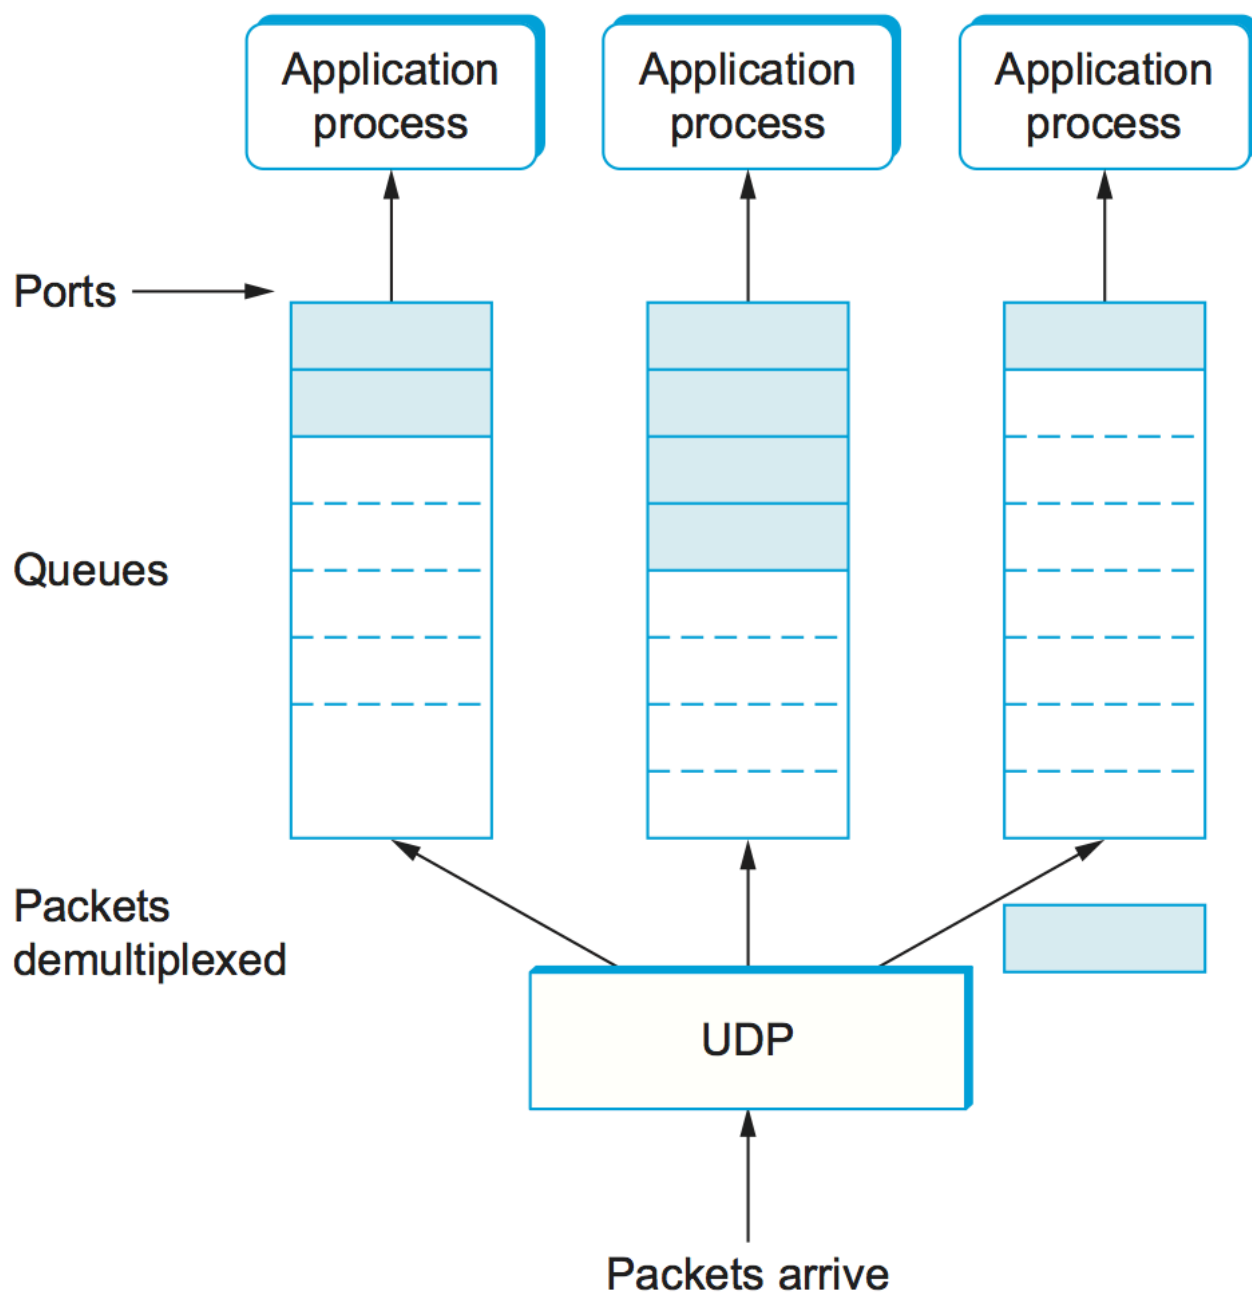 Application
process
Application
process
Application
process
Ports
Queues
Packets
demultiplexed
UDP
Packets arrive